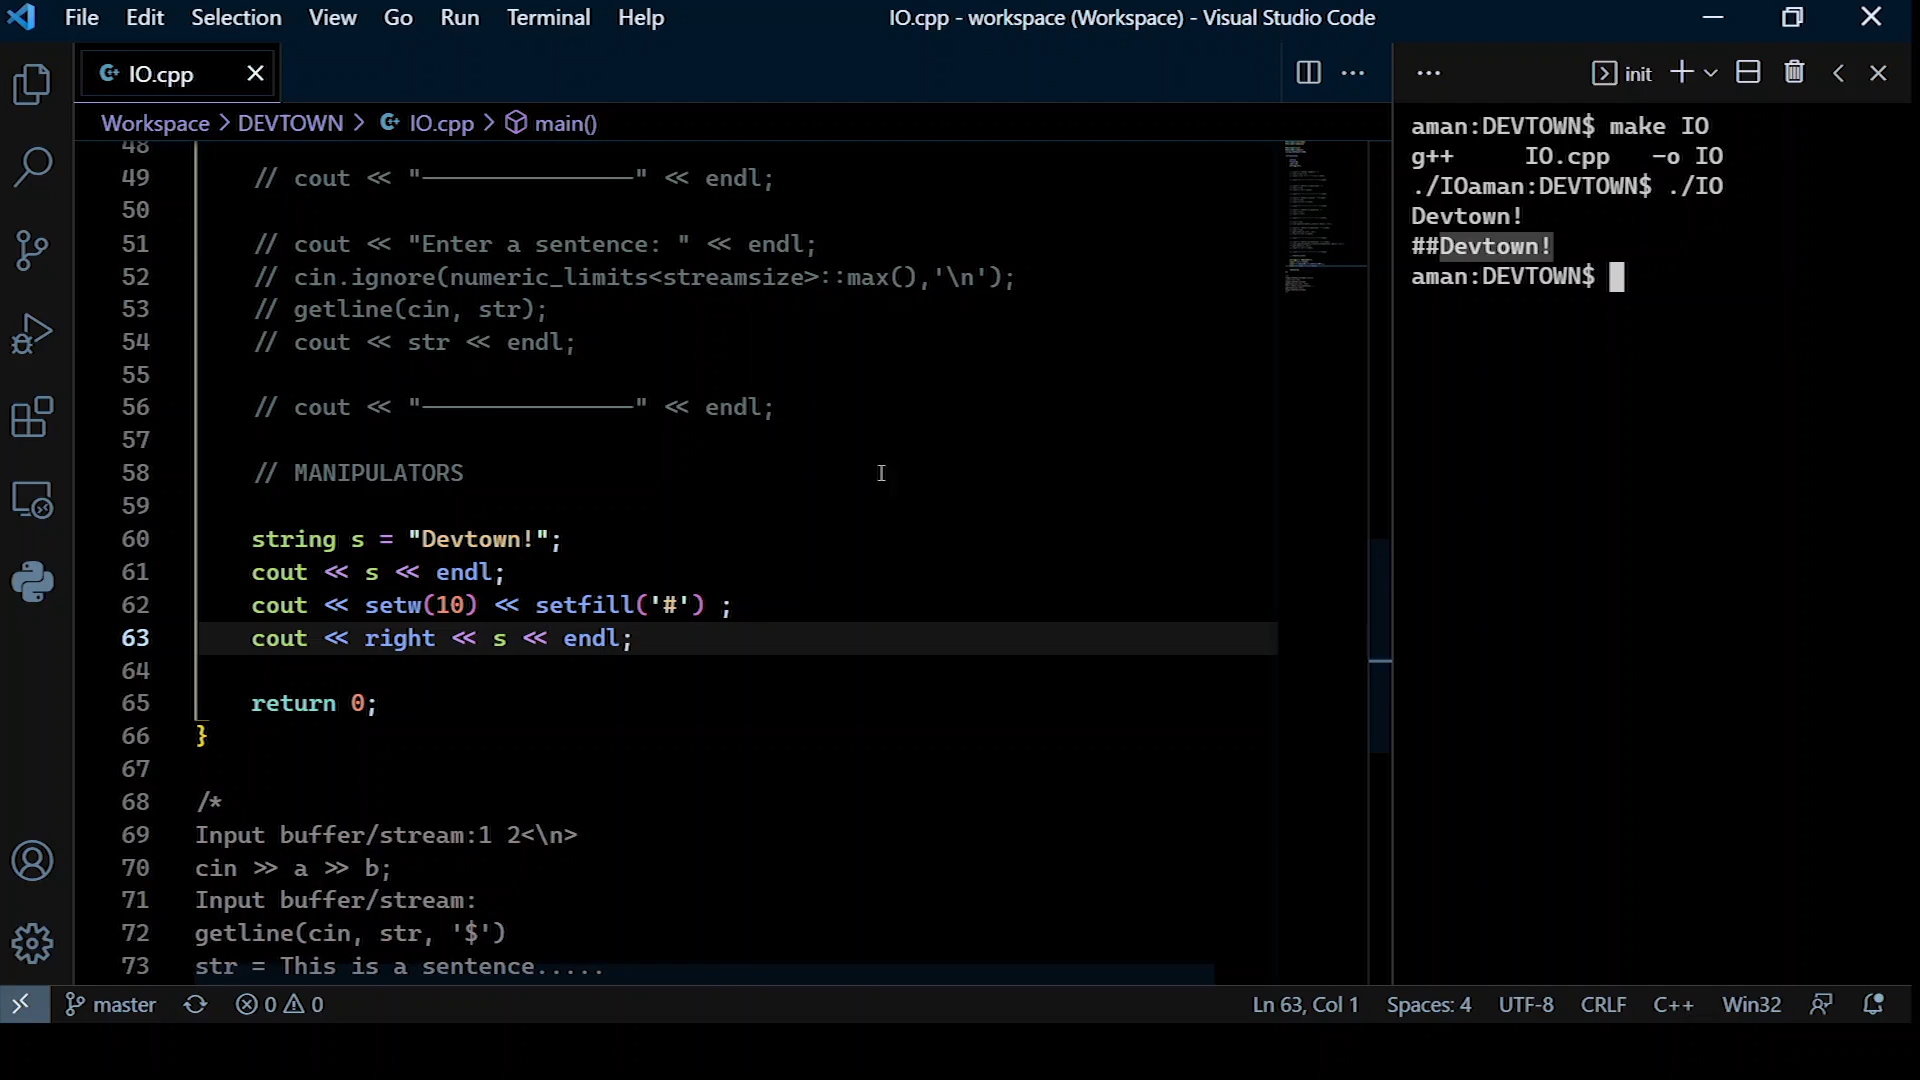 File Edit Selection View Go Run Terminal Help
IO.cpp - workspace (Workspace) - Visual Studio Code
IO.cpp
init
Workspace > DEVTOWN > IO.cpp > main()
48
49 // cout << "———————————————" << endl;
50
51 // cout << "Enter a sentence: " << endl;
52 // cin.ignore(numeric_limits<streamsize>::max(),'\n');
53 // getline(cin, str);
54 // cout << str << endl;
55
56 // cout << "———————————————" << endl;
57
58 // MANIPULATORS
59
60 string s = "Devtown!";
61 cout << s << endl;
62 cout << setw(10) << setfill('#') ;
63 cout << right << s << endl;
64
65 return 0;
66 }
67
68 /*
69 Input buffer/stream:1 2<\n>
70 cin >> a >> b;
71 Input buffer/stream:
72 getline(cin, str, '$')
73 str = This is a sentence.....
aman:DEVTOWN$ make IO
g++ IO.cpp -o IO
./IOaman:DEVTOWN$ ./IO
Devtown!
##Devtown!
aman:DEVTOWN$
master 0 0 Ln 63, Col 1 Spaces: 4 UTF-8 CRLF C++ Win32